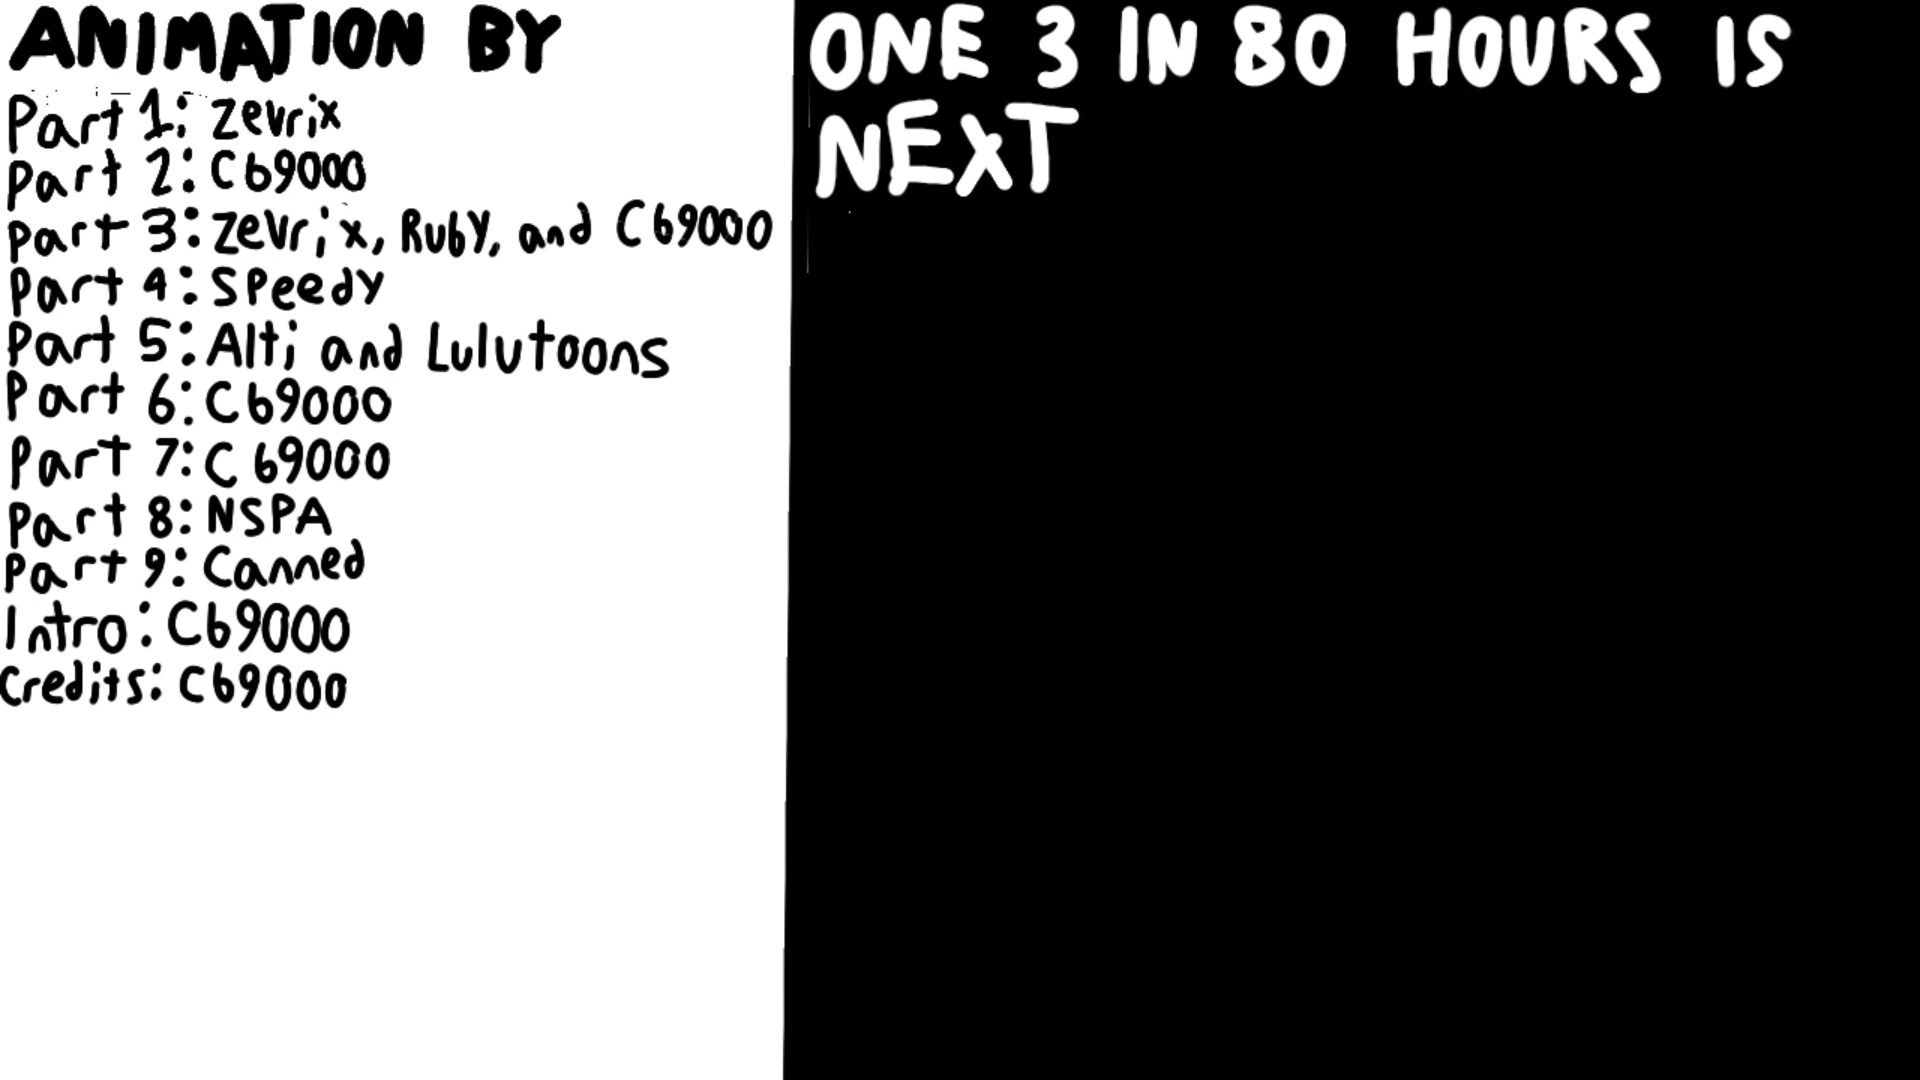 ANIMATION BY
Part 1: Zevrix
Part 2: C69000
Part 3: Zevrix, Ruby, and C69000
Part 4: Speedy
Part 5: Alti and Lulutoons
Part 6: C69000
Part 7: C69000
Part 8: NSPA
Part 9: Canned
Intro: C69000
Credits: C69000
ONE 3 IN 80 HOURS IS
NEXT